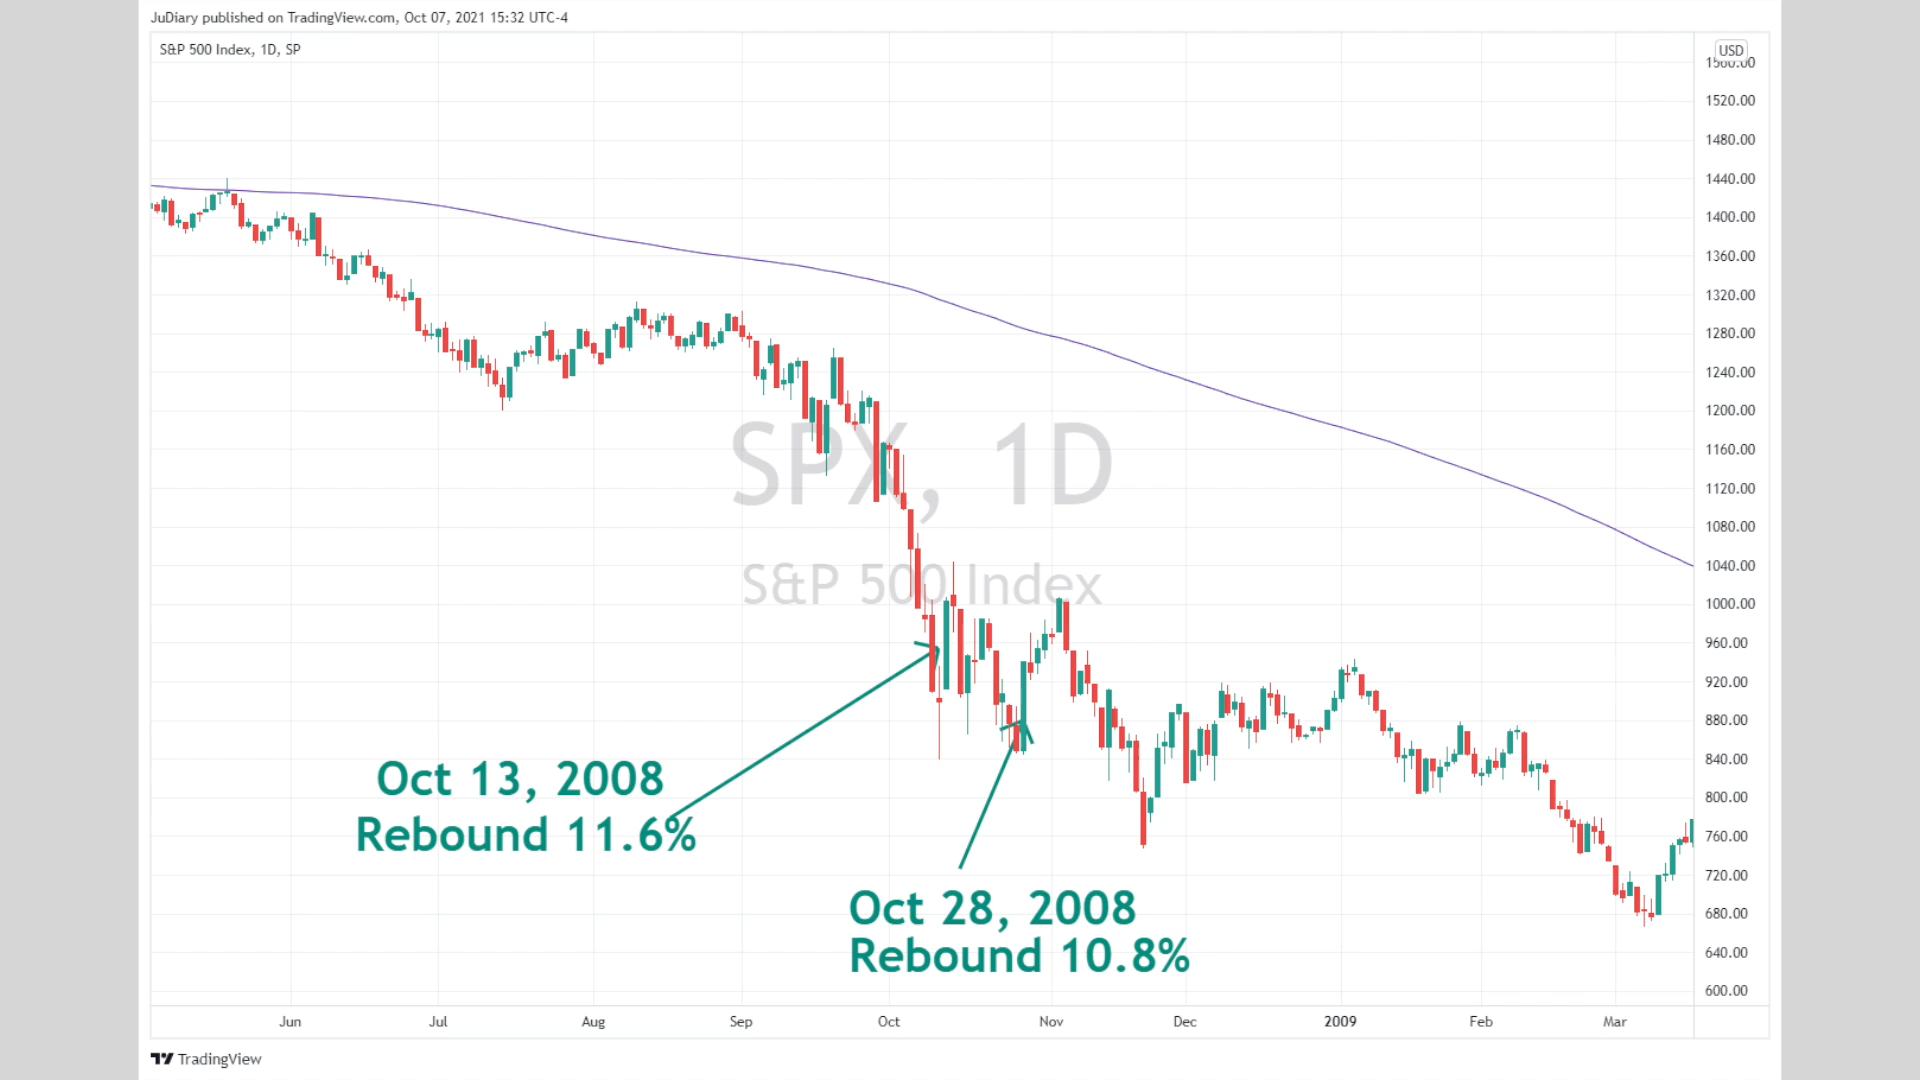 JuDiary published on TradingView.com, Oct 07, 2021 15:32 UTC-4
S&P 500 Index, 1D, SP
USD
1560.00
1520.00
1480.00
1440.00
1400.00
1360.00
1320.00
1280.00
1240.00
1200.00
1160.00
1120.00
1080.00
1040.00
1000.00
960.00
920.00
880.00
840.00
800.00
760.00
720.00
680.00
640.00
600.00
SPX, 1D
S&P 500 Index
Oct 13, 2008
Rebound 11.6%
Oct 28, 2008
Rebound 10.8%
Jun Jul Aug Sep Oct Nov Dec 2009 Feb Mar
TradingView